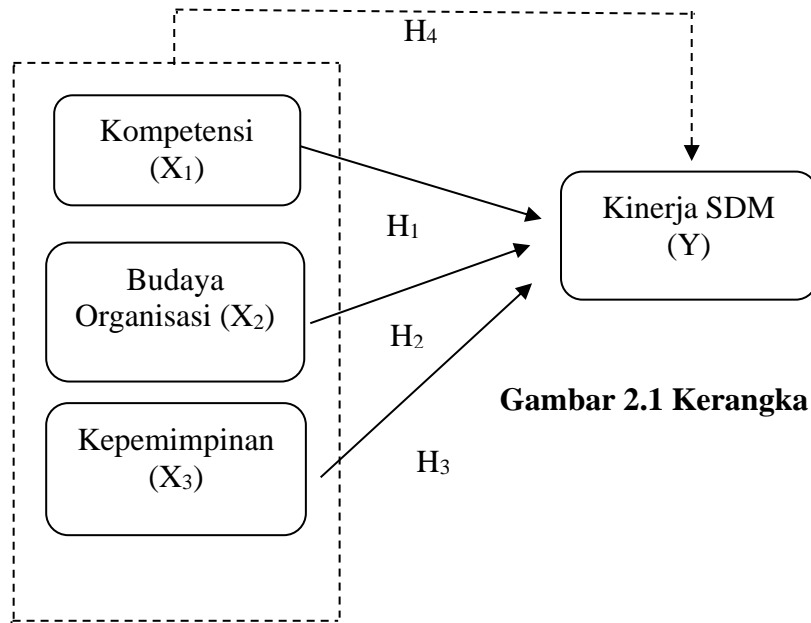 H₄
Kompetensi
(X₁)
Kinerja SDM
(Y)
H₁
Budaya
Organisasi (X₂)
H₂
Gambar 2.1 Kerangka
Kepemimpinan
(X₃)
H₃